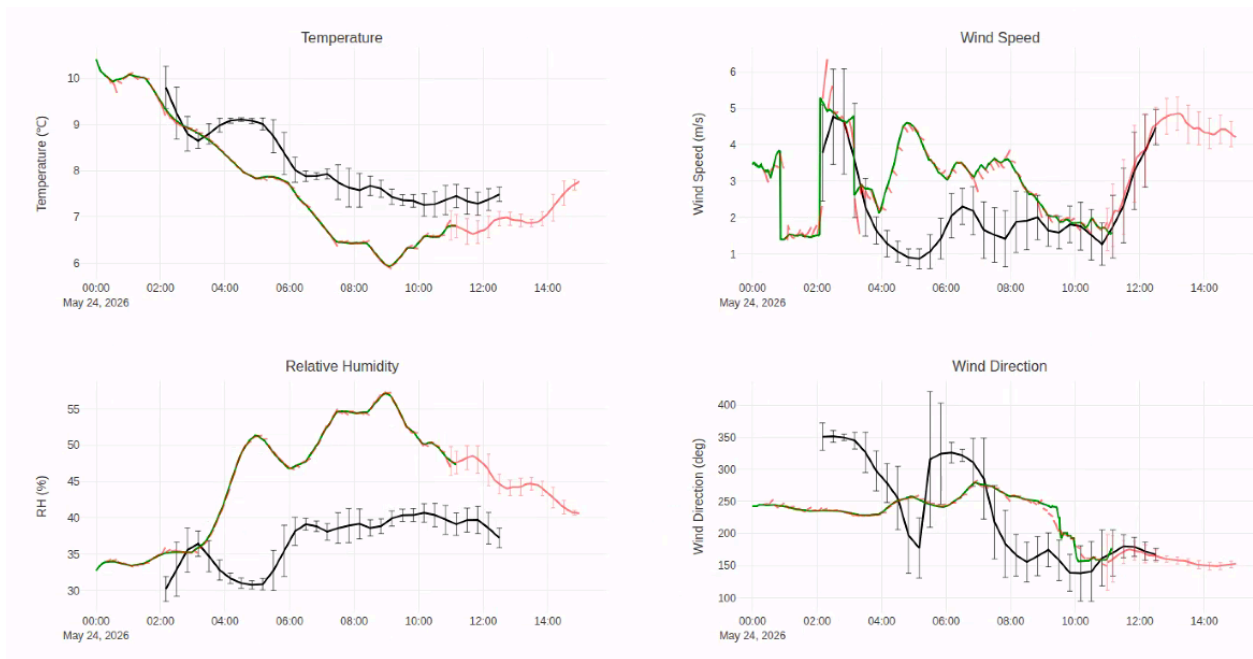 Temperature
Temperature (°C)
10
9
8
7
6
00:00 02:00 04:00 06:00 08:00 10:00 12:00 14:00
May 24, 2026
Wind Speed
Wind Speed (m/s)
6
5
4
3
2
1
00:00 02:00 04:00 06:00 08:00 10:00 12:00 14:00
May 24, 2026
Relative Humidity
RH (%)
55
50
45
40
35
30
00:00 02:00 04:00 06:00 08:00 10:00 12:00 14:00
May 24, 2026
Wind Direction
Wind Direction (deg)
400
350
300
250
200
150
100
00:00 02:00 04:00 06:00 08:00 10:00 12:00 14:00
May 24, 2026